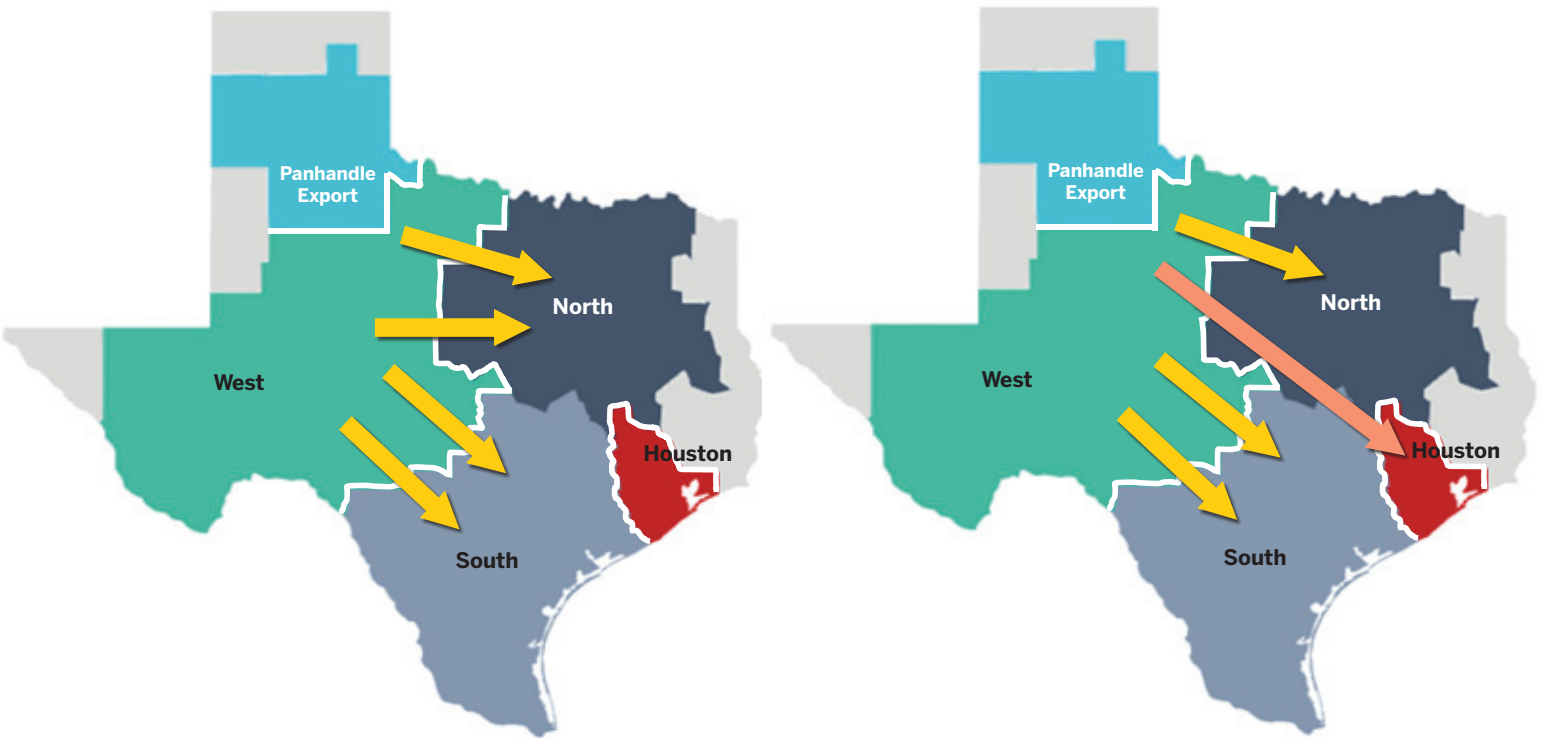 Panhandle
Export
North
West
Houston
South
Panhandle
Export
North
West
Houston
South